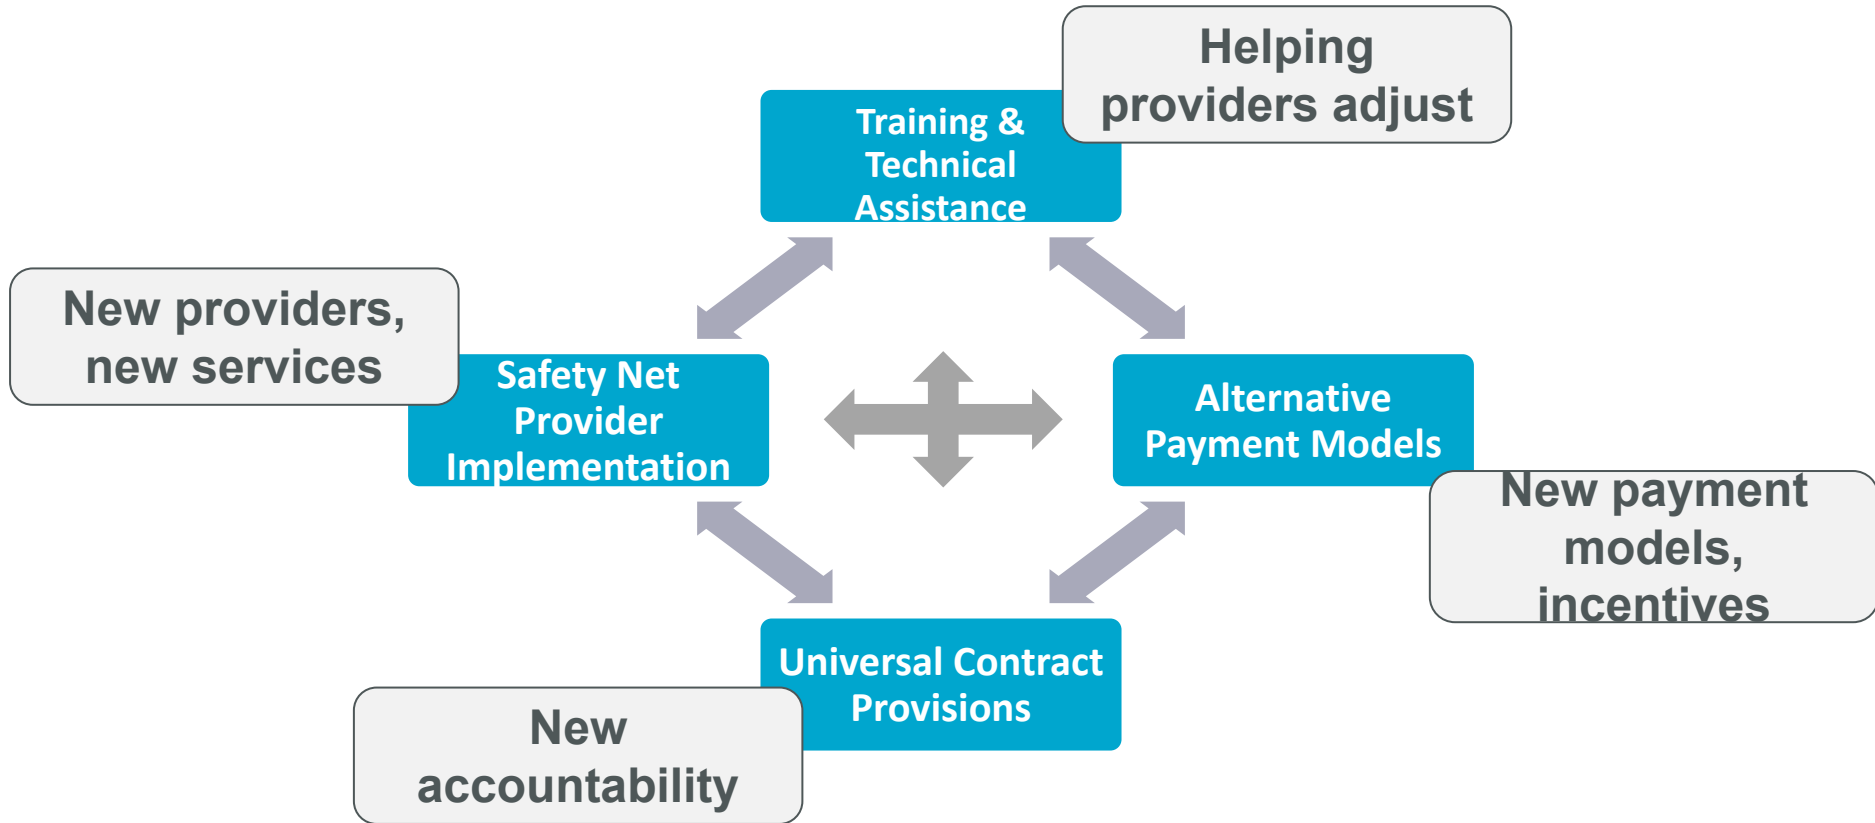 Helping
providers adjust
Training &
Technical
Assistance
New providers,
new services
Safety Net
Provider
Implementation
Alternative
Payment Models
New payment
models,
incentives
Universal Contract
Provisions
New
accountability